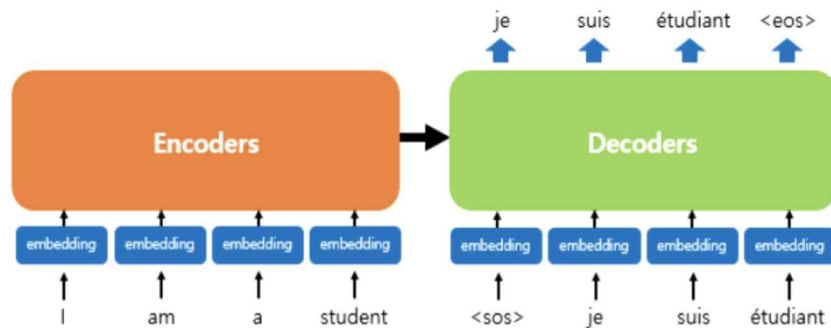 je suis étudiant <eos>
Encoders Decoders
embedding embedding embedding embedding embedding embedding embedding embedding
I am a student <sos> je suis étudiant